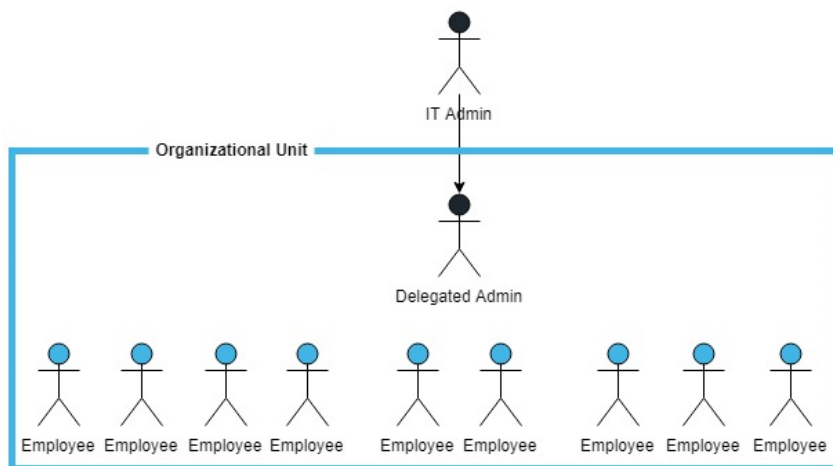 IT Admin
Organizational Unit
Delegated Admin
Employee Employee Employee Employee Employee Employee Employee Employee Employee